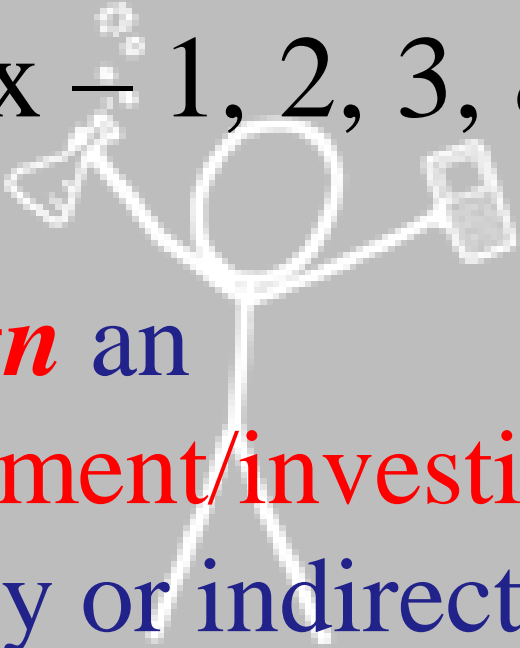 x – 1, 2, 3,
n an
ment/investi
y or indirect